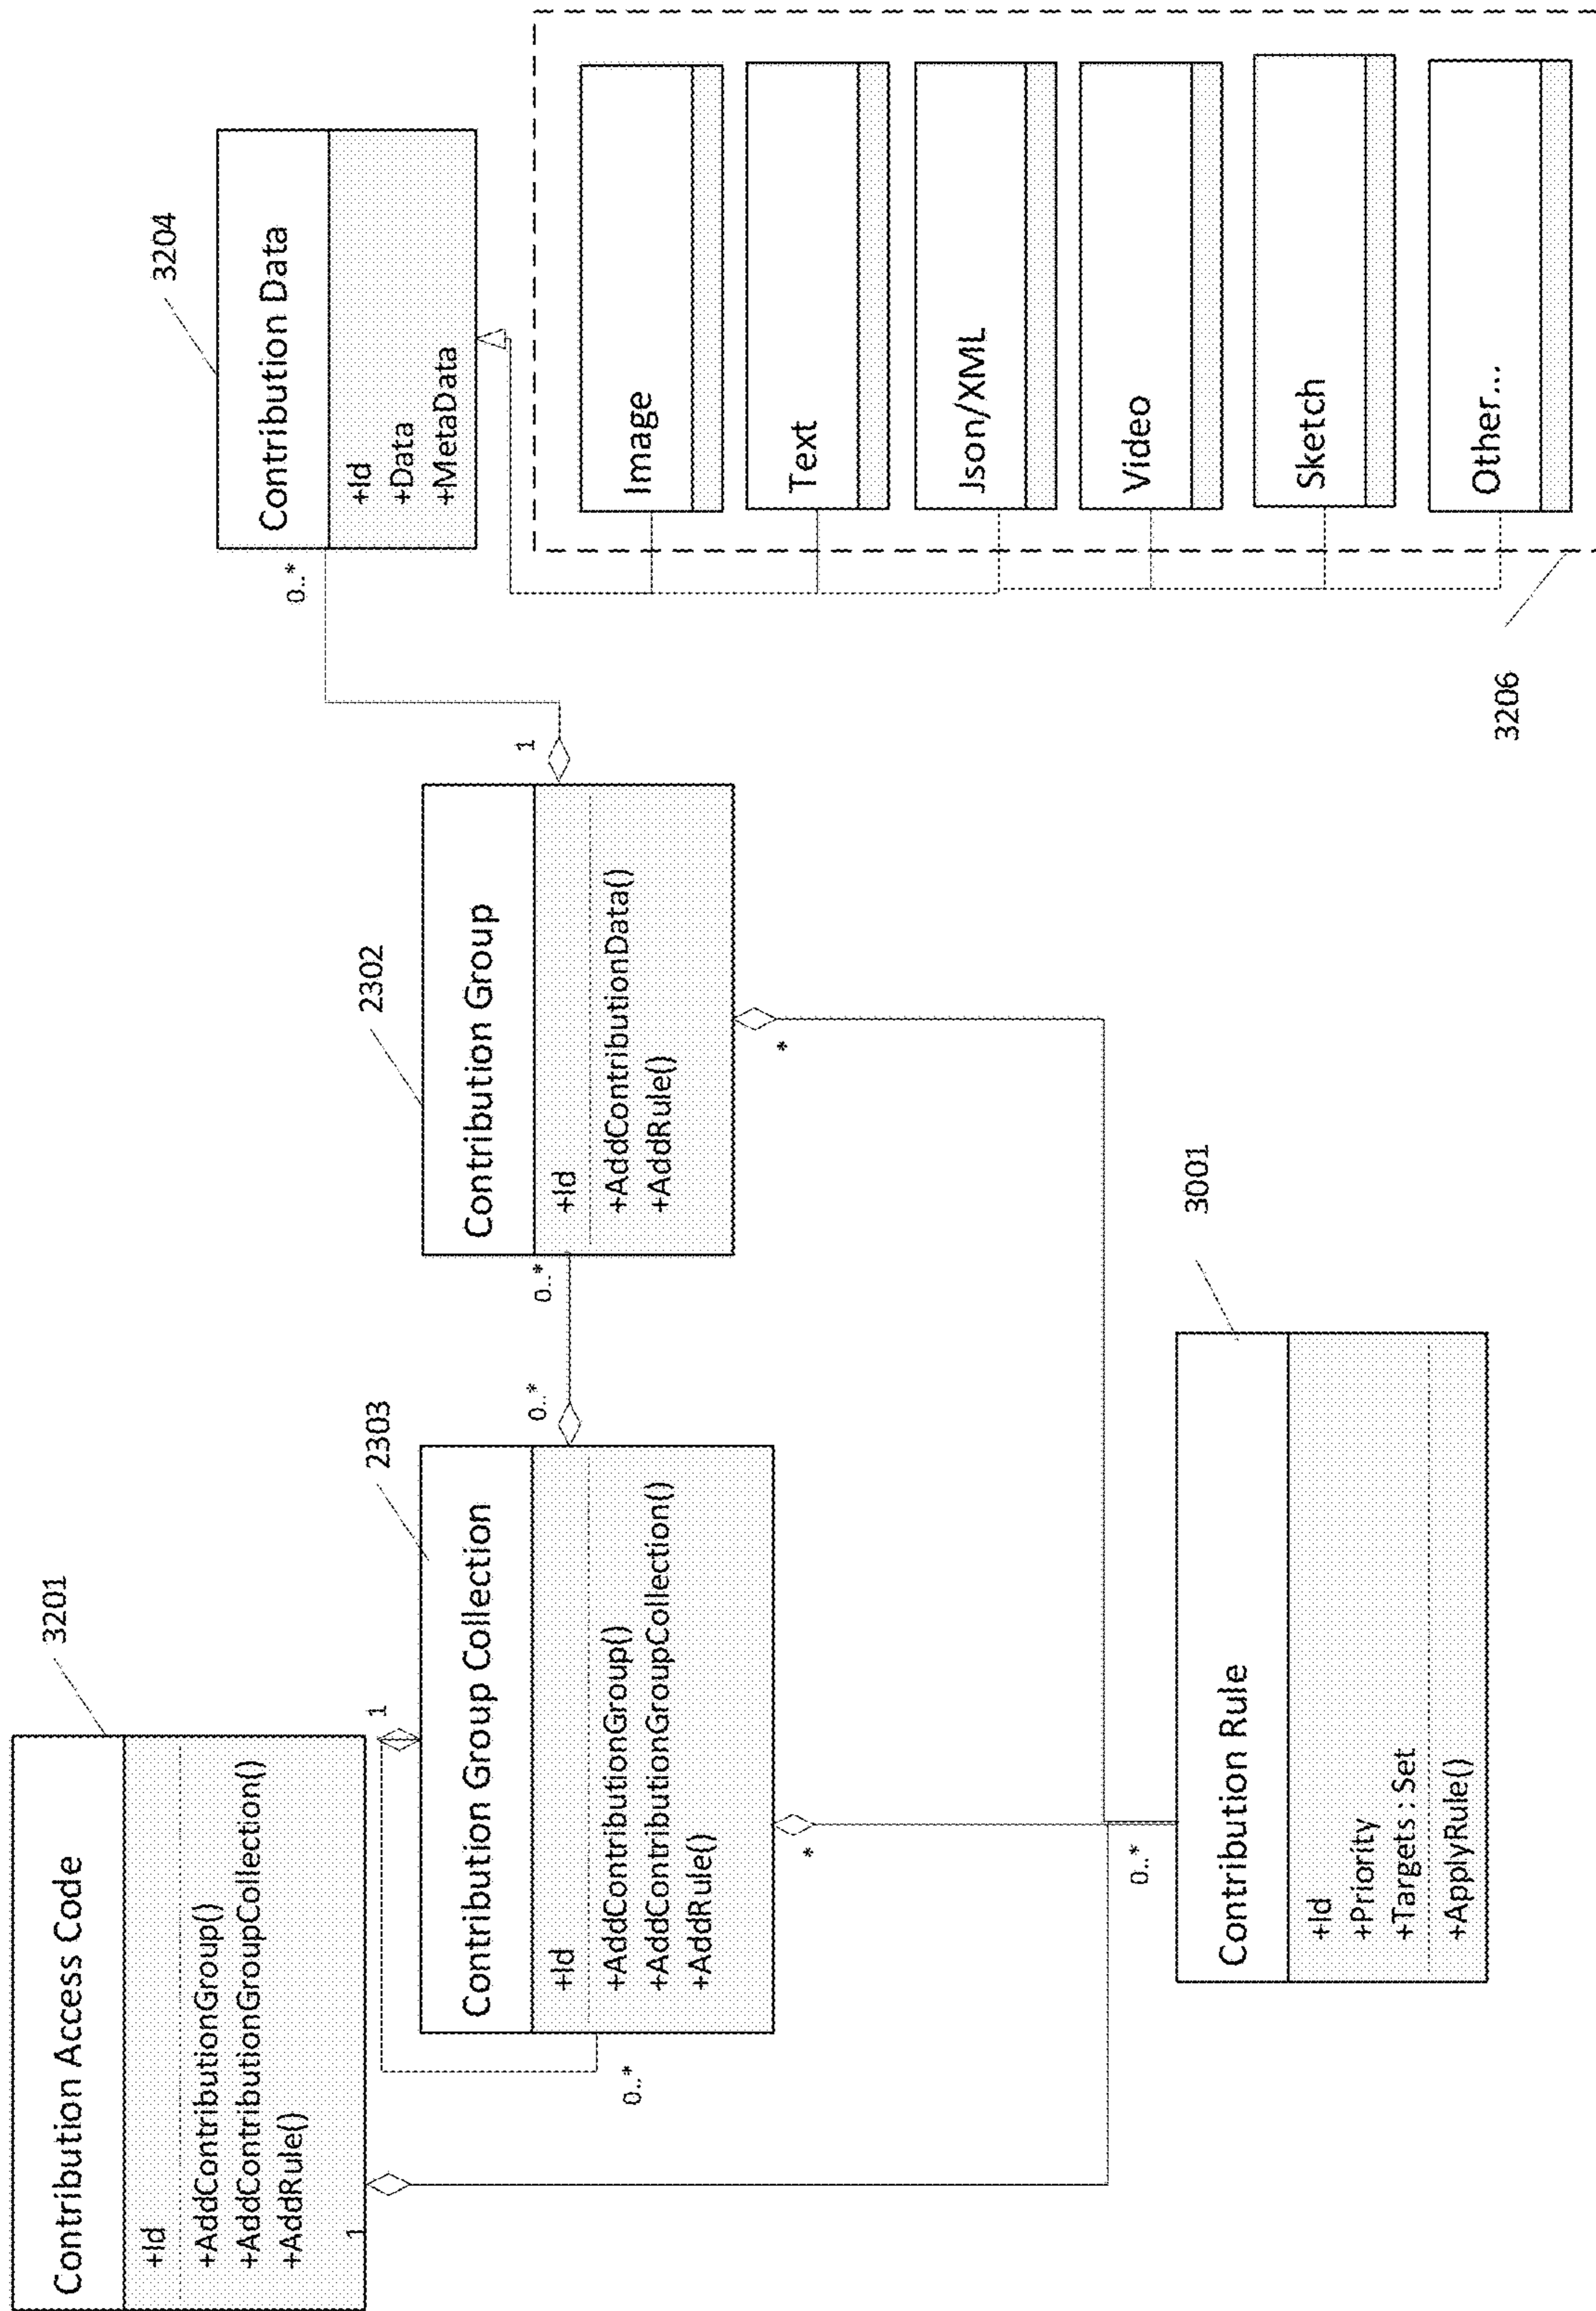 Contribution Access Code
+Id
+AddContributionGroup()
+AddContributionGroupCollection()
+AddRule()
1
3201
1
Contribution Group Collection
+Id
+AddContributionGroup()
+AddContributionGroupCollection()
+AddRule()
2303
0..*
0..*
*
0..*
Contribution Group
+Id
+AddContributionData()
+AddRule()
2302
1
*
0..*
Contribution Data
+Id
+Data
+MetaData
3204
Image
Text
Json/XML
Video
Sketch
Other...
3206
0..*
Contribution Rule
+Id
+Priority
+Targets : Set
+ApplyRule()
3001